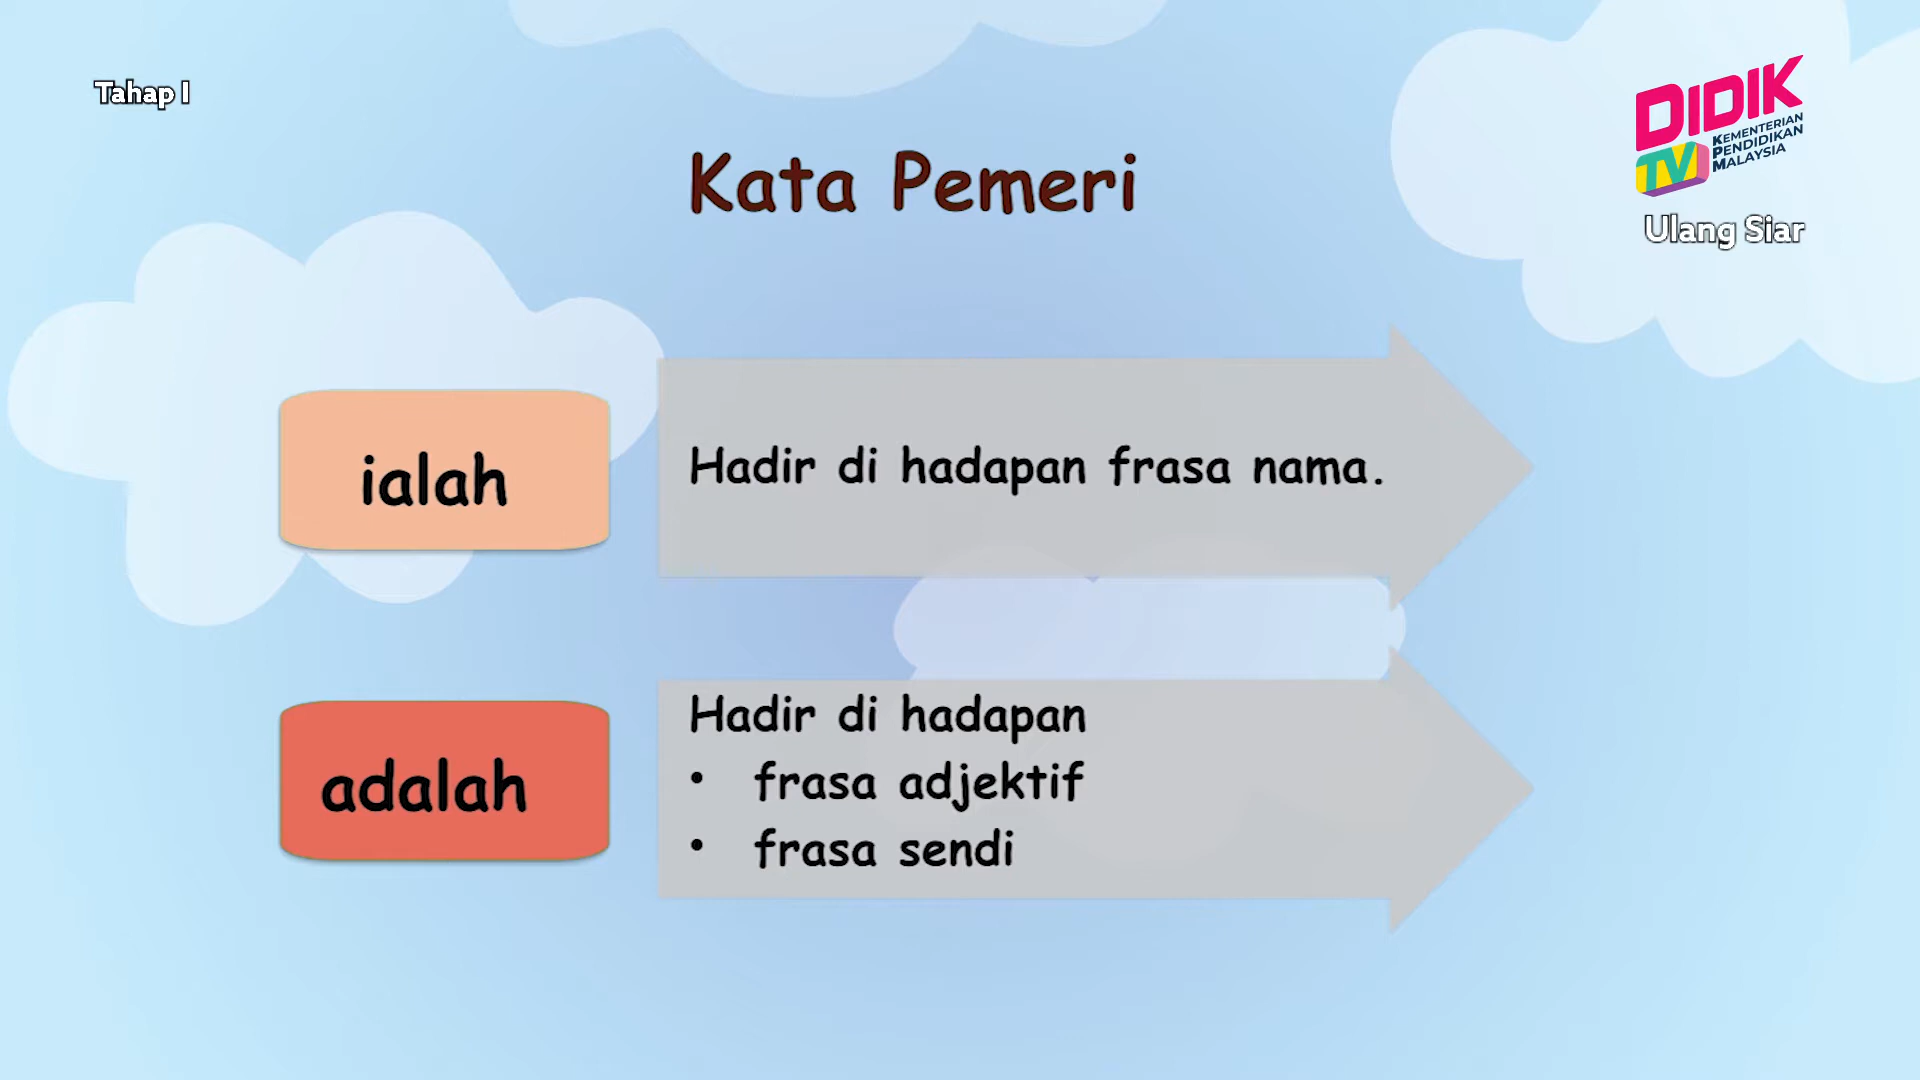 Tahap I
DIDIK
TV
KEMENTERIAN
PENDIDIKAN
MALAYSIA
Ulang Siar
Kata Pemeri
ialah
Hadir di hadapan frasa nama.
adalah
Hadir di hadapan
• frasa adjektif
• frasa sendi